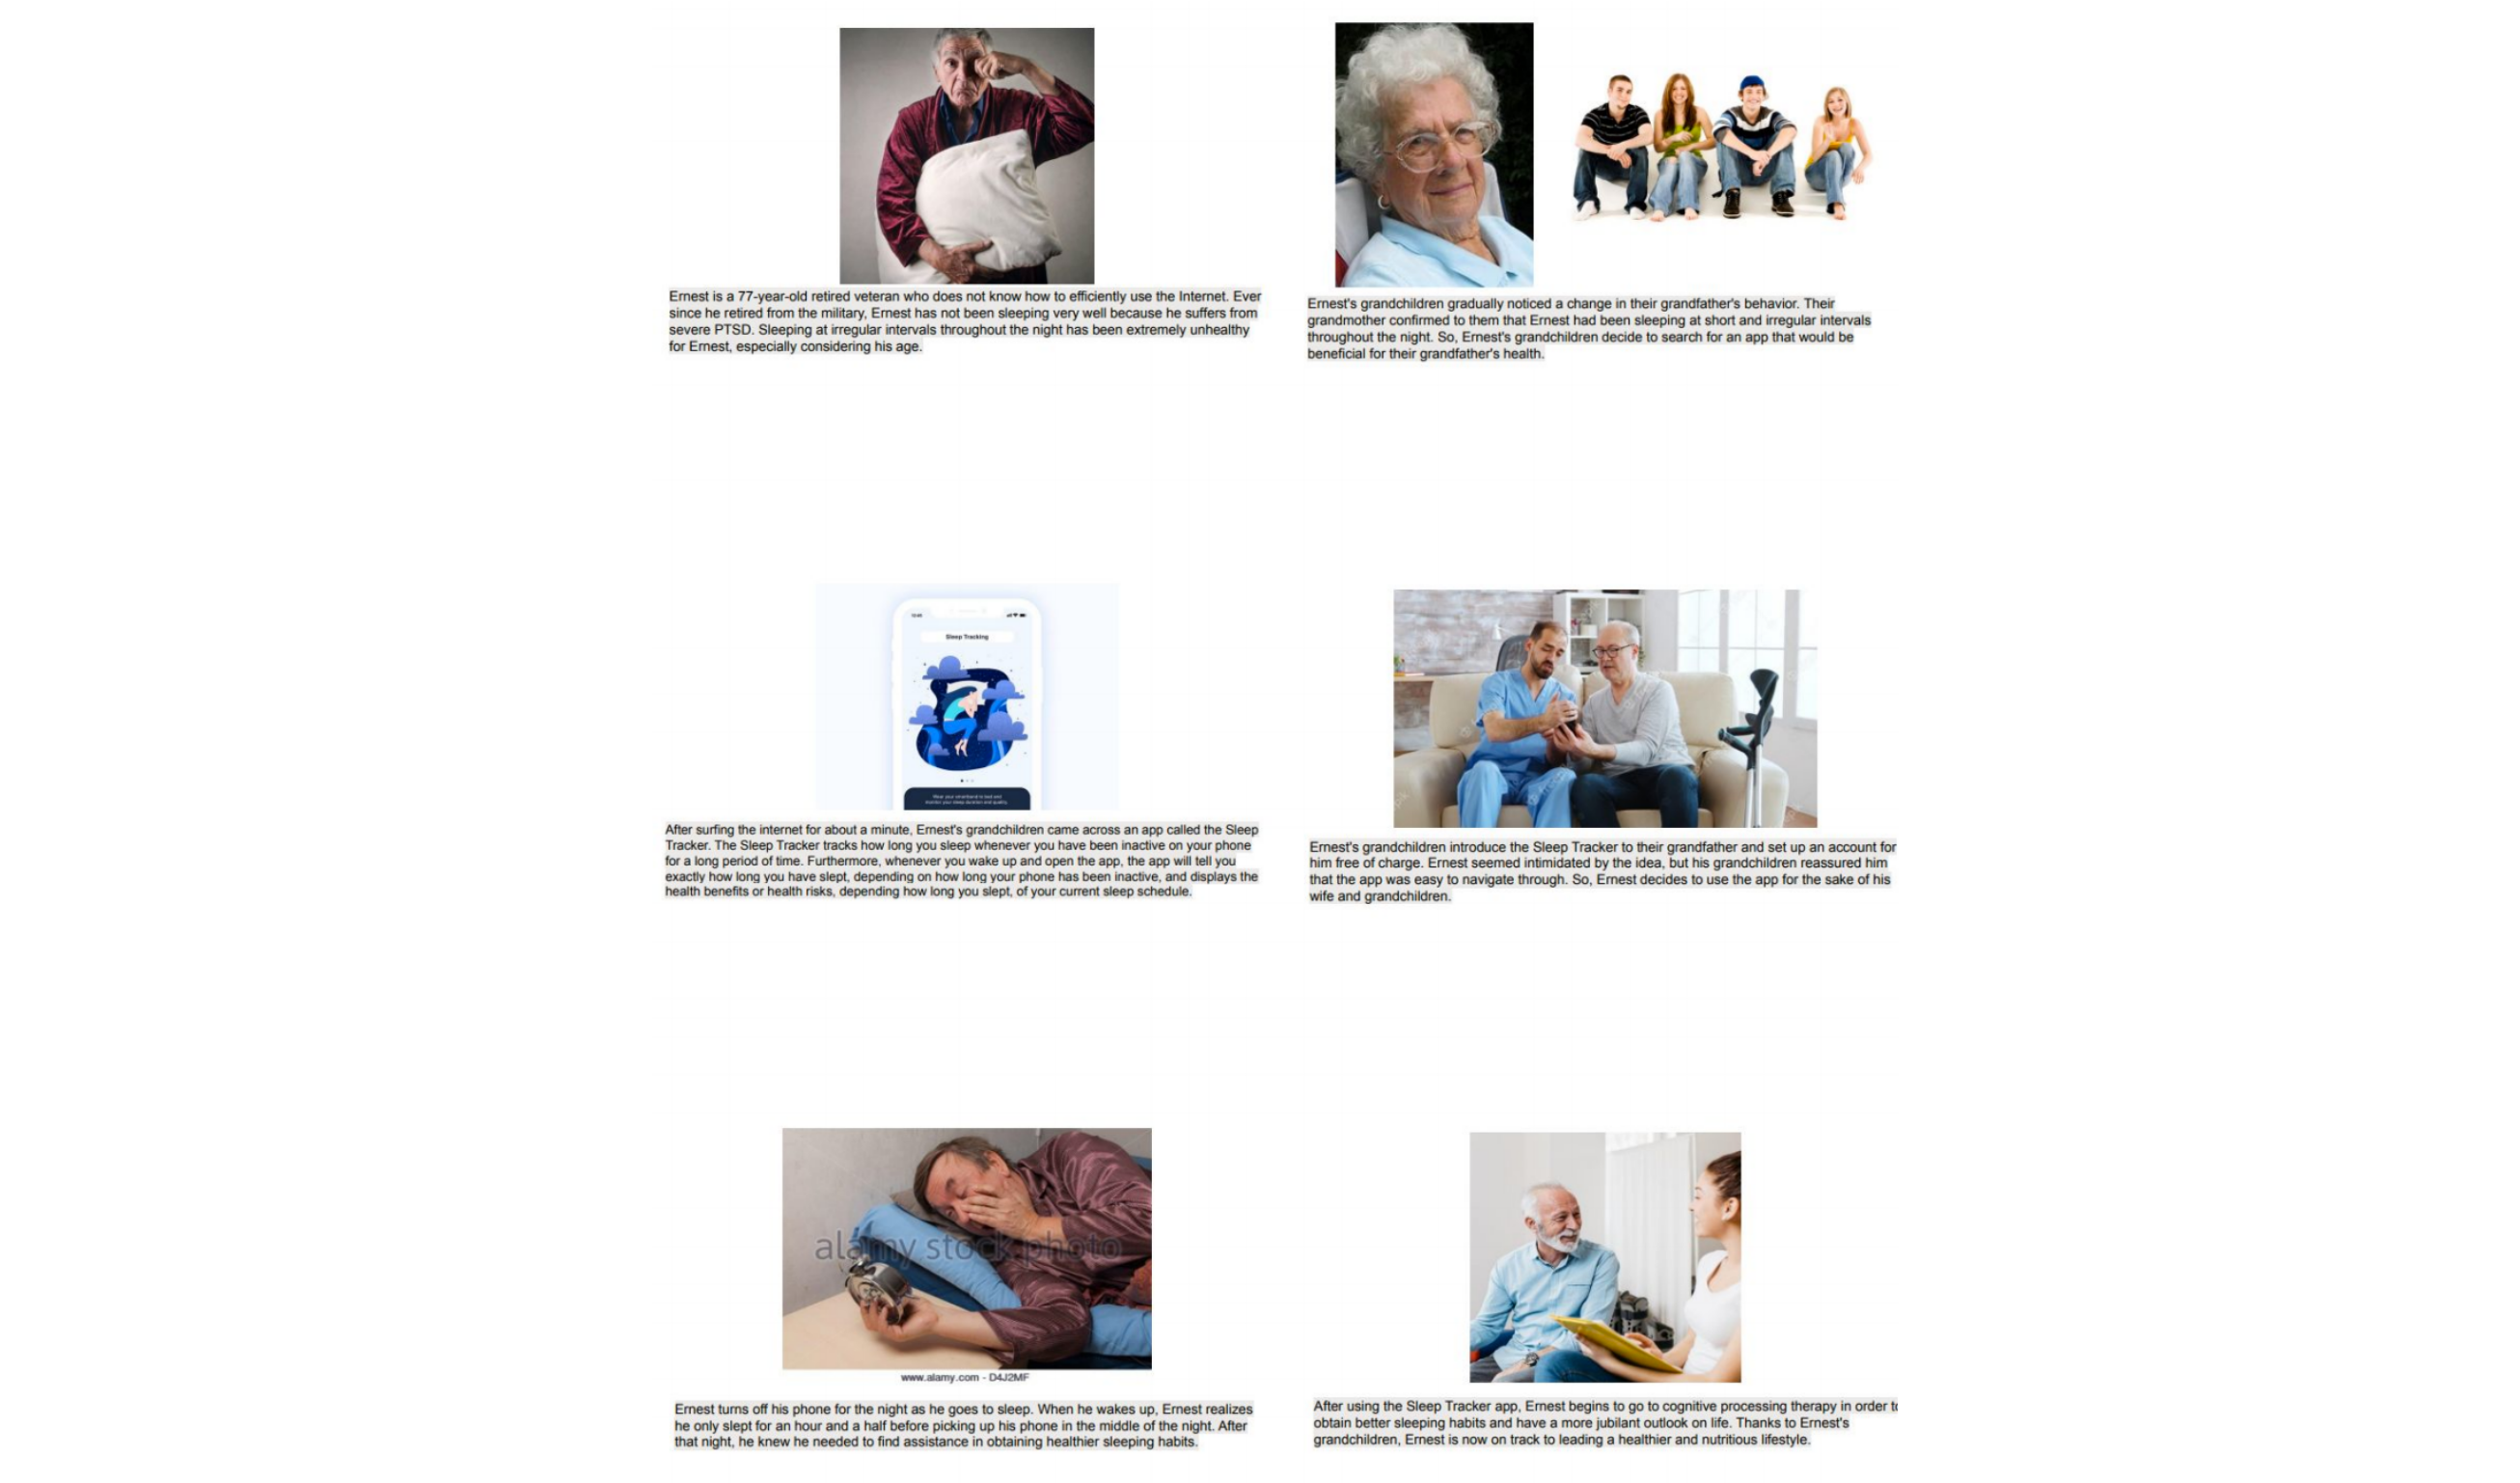 Ernest is a 77-year-old retired veteran who does not know how to efficiently use the Internet. Ever
since he retired from the military, Ernest has not been sleeping very well because he suffers from
severe PTSD. Sleeping at irregular intervals throughout the night has been extremely unhealthy
for Ernest, especially considering his age.
Ernest's grandchildren gradually noticed a change in their grandfather's behavior. Their
grandmother confirmed to them that Ernest had been sleeping at short and irregular intervals
throughout the night. So, Ernest's grandchildren decide to search for an app that would be
beneficial for their grandfather's health.
Sleep Tracking
After surfing the internet for about a minute, Ernest's grandchildren came across an app called the Sleep
Tracker. The Sleep Tracker tracks how long you sleep whenever you have been inactive on your phone
for a long period of time. Furthermore, whenever you wake up and open the app, the app will tell you
exactly how long you have slept, depending on how long your phone has been inactive, and displays the
health benefits or health risks, depending how long you slept, of your current sleep schedule.
Ernest's grandchildren introduce the Sleep Tracker to their grandfather and set up an account for
him free of charge. Ernest seemed intimidated by the idea, but his grandchildren reassured him
that the app was easy to navigate through. So, Ernest decides to use the app for the sake of his
wife and grandchildren.
alamy stock photo
www.alamy.com - D4J2MF
Ernest turns off his phone for the night as he goes to sleep. When he wakes up, Ernest realizes
he only slept for an hour and a half before picking up his phone in the middle of the night. After
that night, he knew he needed to find assistance in obtaining healthier sleeping habits.
After using the Sleep Tracker app, Ernest begins to go to cognitive processing therapy in order to
obtain better sleeping habits and have a more jubilant outlook on life. Thanks to Ernest's
grandchildren, Ernest is now on track to leading a healthier and nutritious lifestyle.